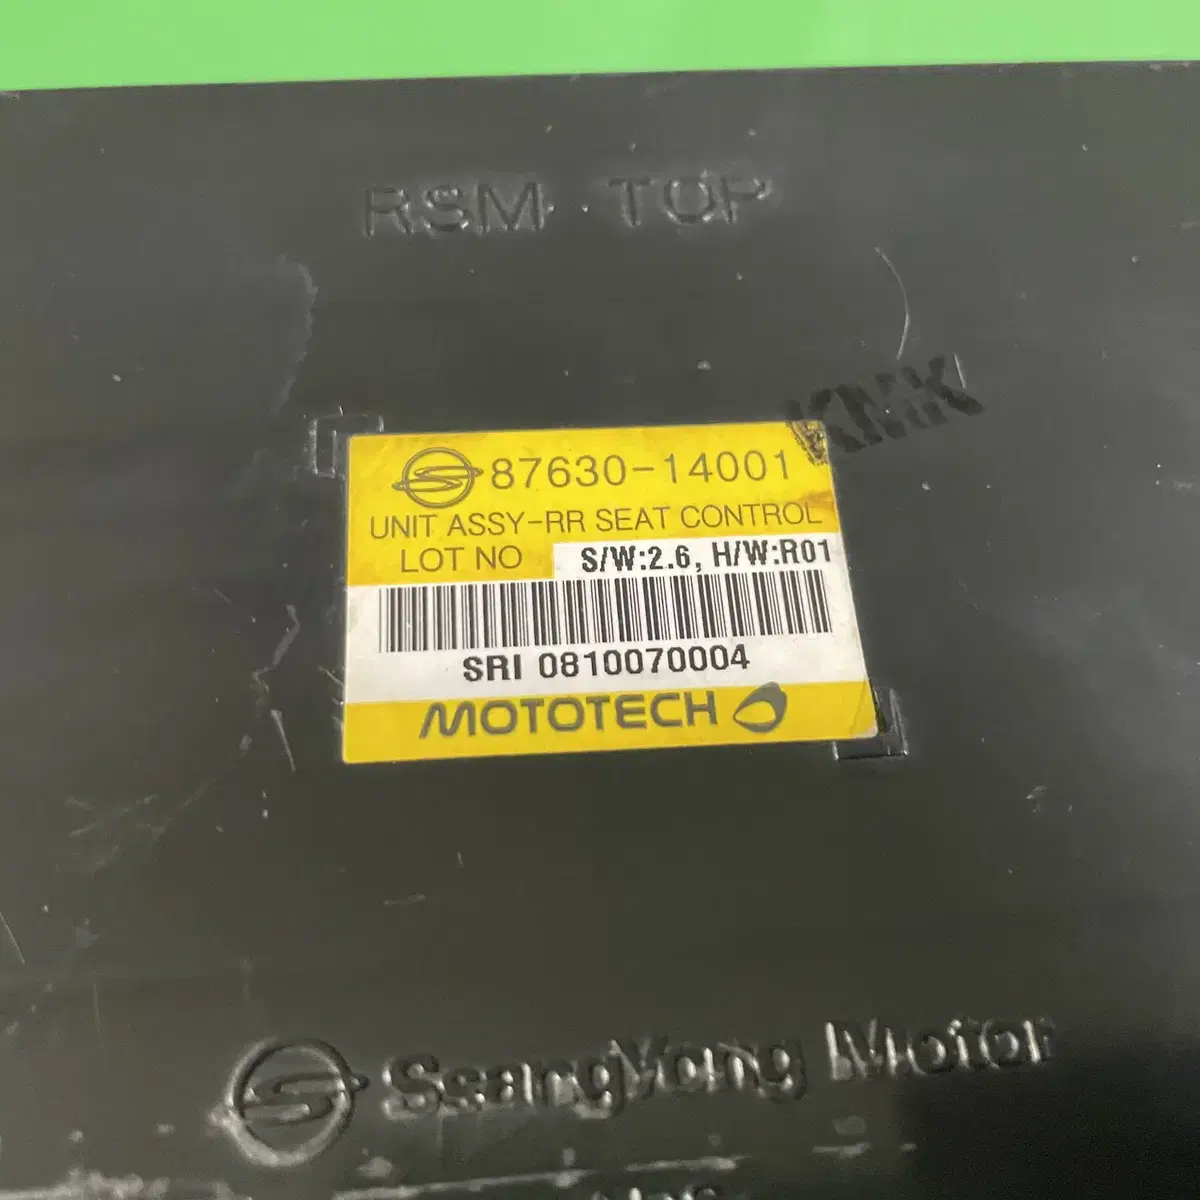 RSM TOP
KMK
87630-14001
UNIT ASSY-RR SEAT CONTROL
LOT NO S/W:2.6, H/W:R01
SRI 0810070004
MOTOTECH
SsangYong Motor